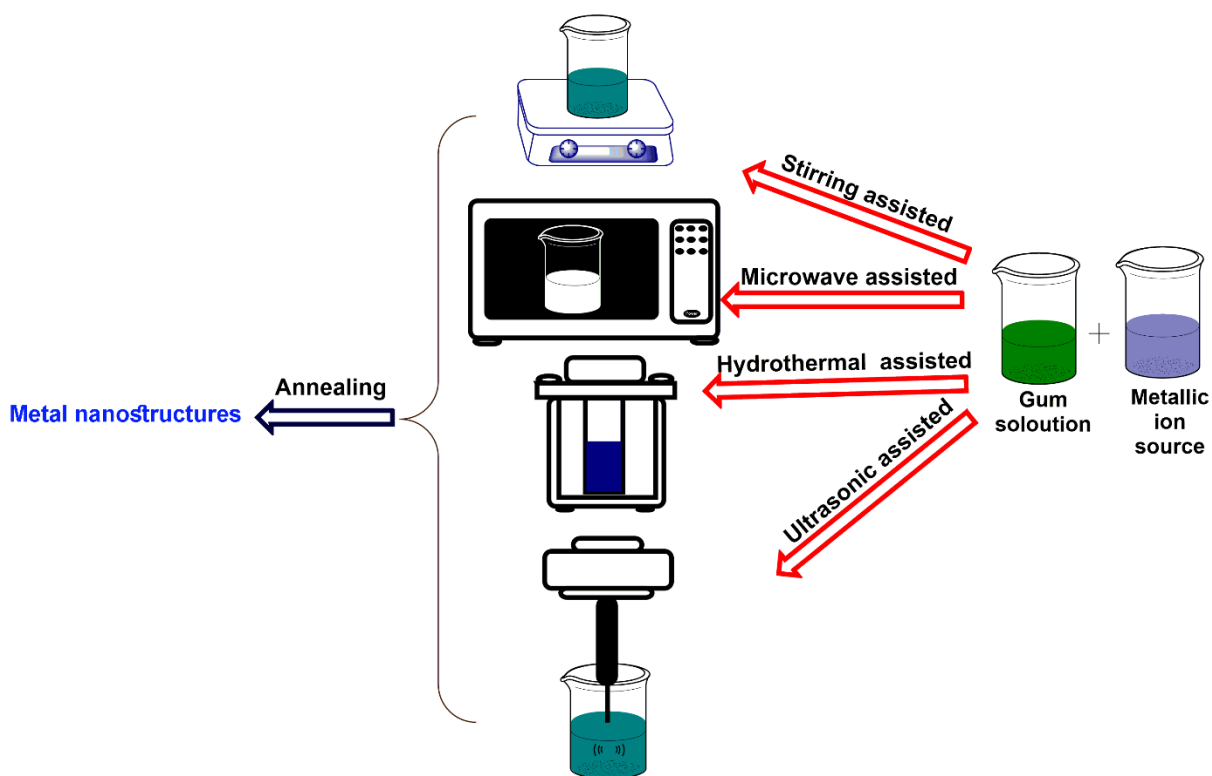 Stirring assisted
Microwave assisted
Hydrothermal assisted
Ultrasonic assisted
Gum
soloution
+
Metallic
ion
source
Annealing
Metal nanostructures